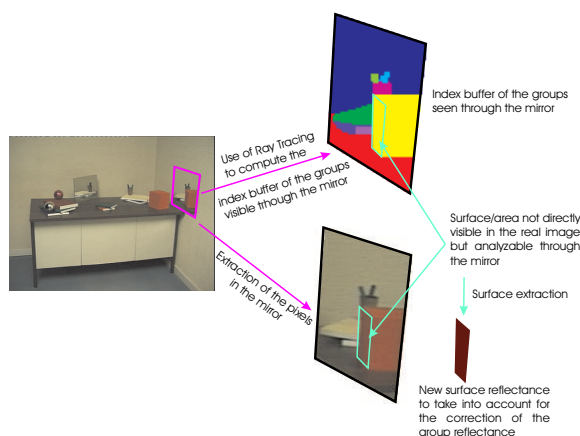 Index buffer of the groups
seen through the mirror
Use of Ray Tracing
to compute the
index buffer of the groups
visible trhough the mirror
Surface/area not directly
visible in the real image
but analyzable through
the mirror
Extraction of the pixels
in the mirror
Surface extraction
New surface reflectance
to take into account for
the correction of the
group reflectance